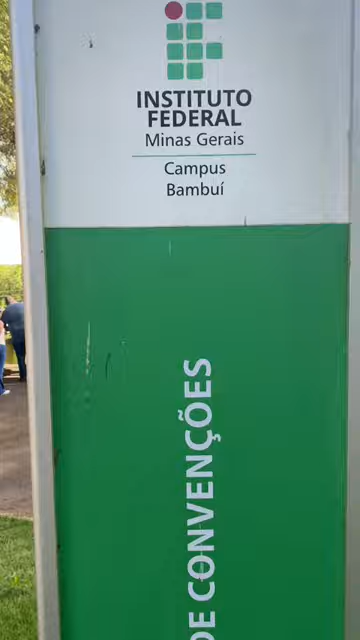 INSTITUTO
FEDERAL
Minas Gerais
Campus
Bambuí
DE CONVENÇÕES